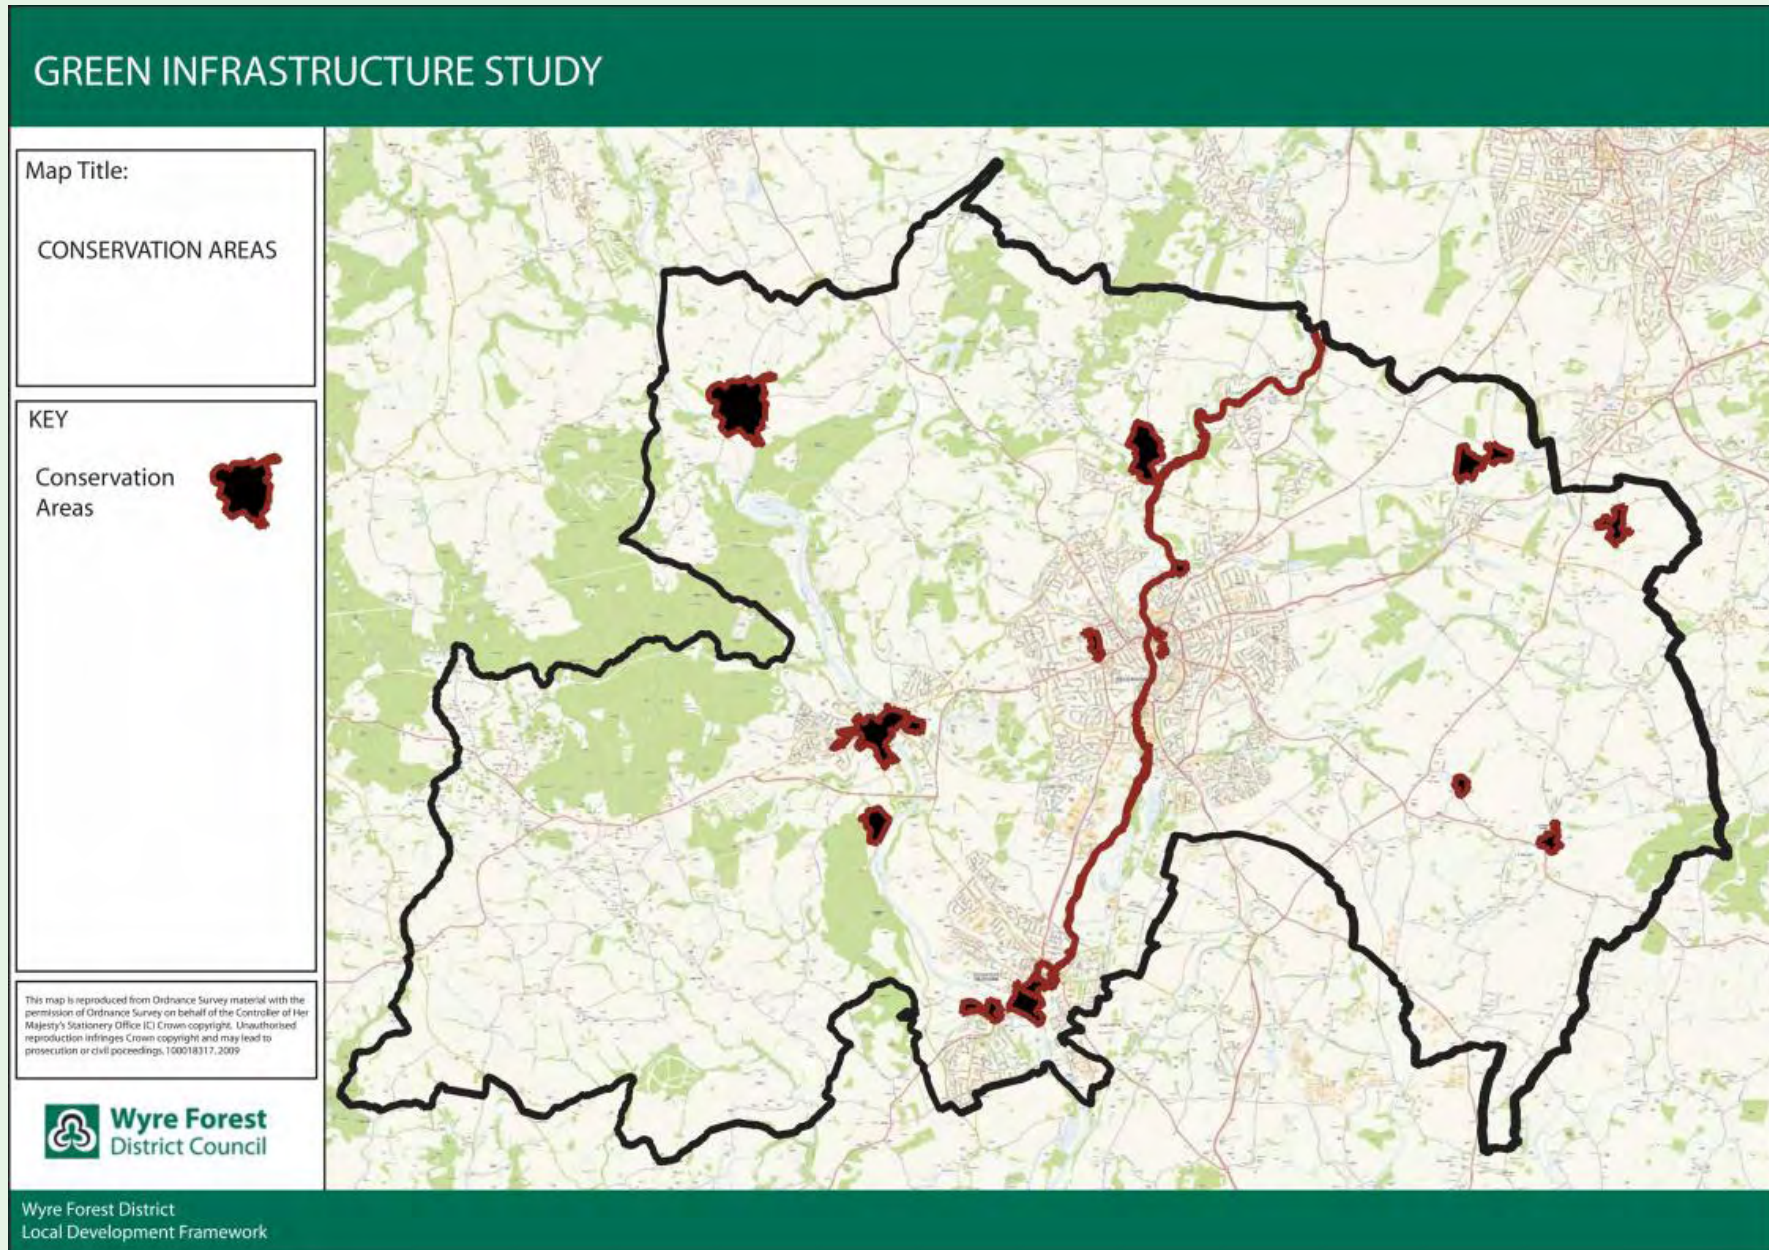 GREEN INFRASTRUCTURE STUDY
Map Title:
CONSERVATION AREAS
KEY
Conservation
Areas
This map is reproduced from Ordnance Survey material with the
permission of Ordnance Survey on behalf of the Controller of Her
Majesty's Stationery Office (C) Crown copyright. Unauthorised
reproduction infringes Crown copyright and may lead to
prosecution or civil poceedings. 100018317. 2009
Wyre Forest
District Council
Wyre Forest District
Local Development Framework